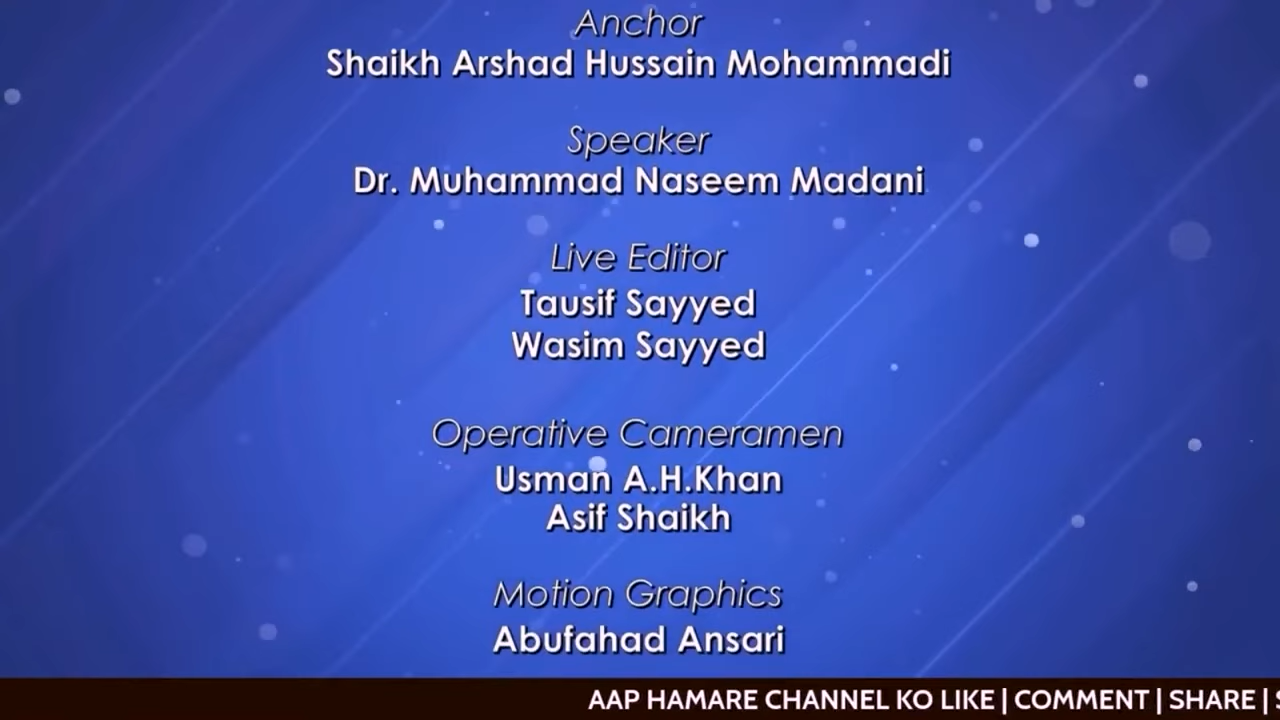 Anchor
Shaikh Arshad Hussain Mohammadi
Speaker
Dr. Muhammad Naseem Madani
Live Editor
Tausif Sayyed
Wasim Sayyed
Operative Cameramen
Usman A.H.Khan
Asif Shaikh
Motion Graphics
Abufahad Ansari
AAP HAMARE CHANNEL KO LIKE | COMMENT | SHARE |